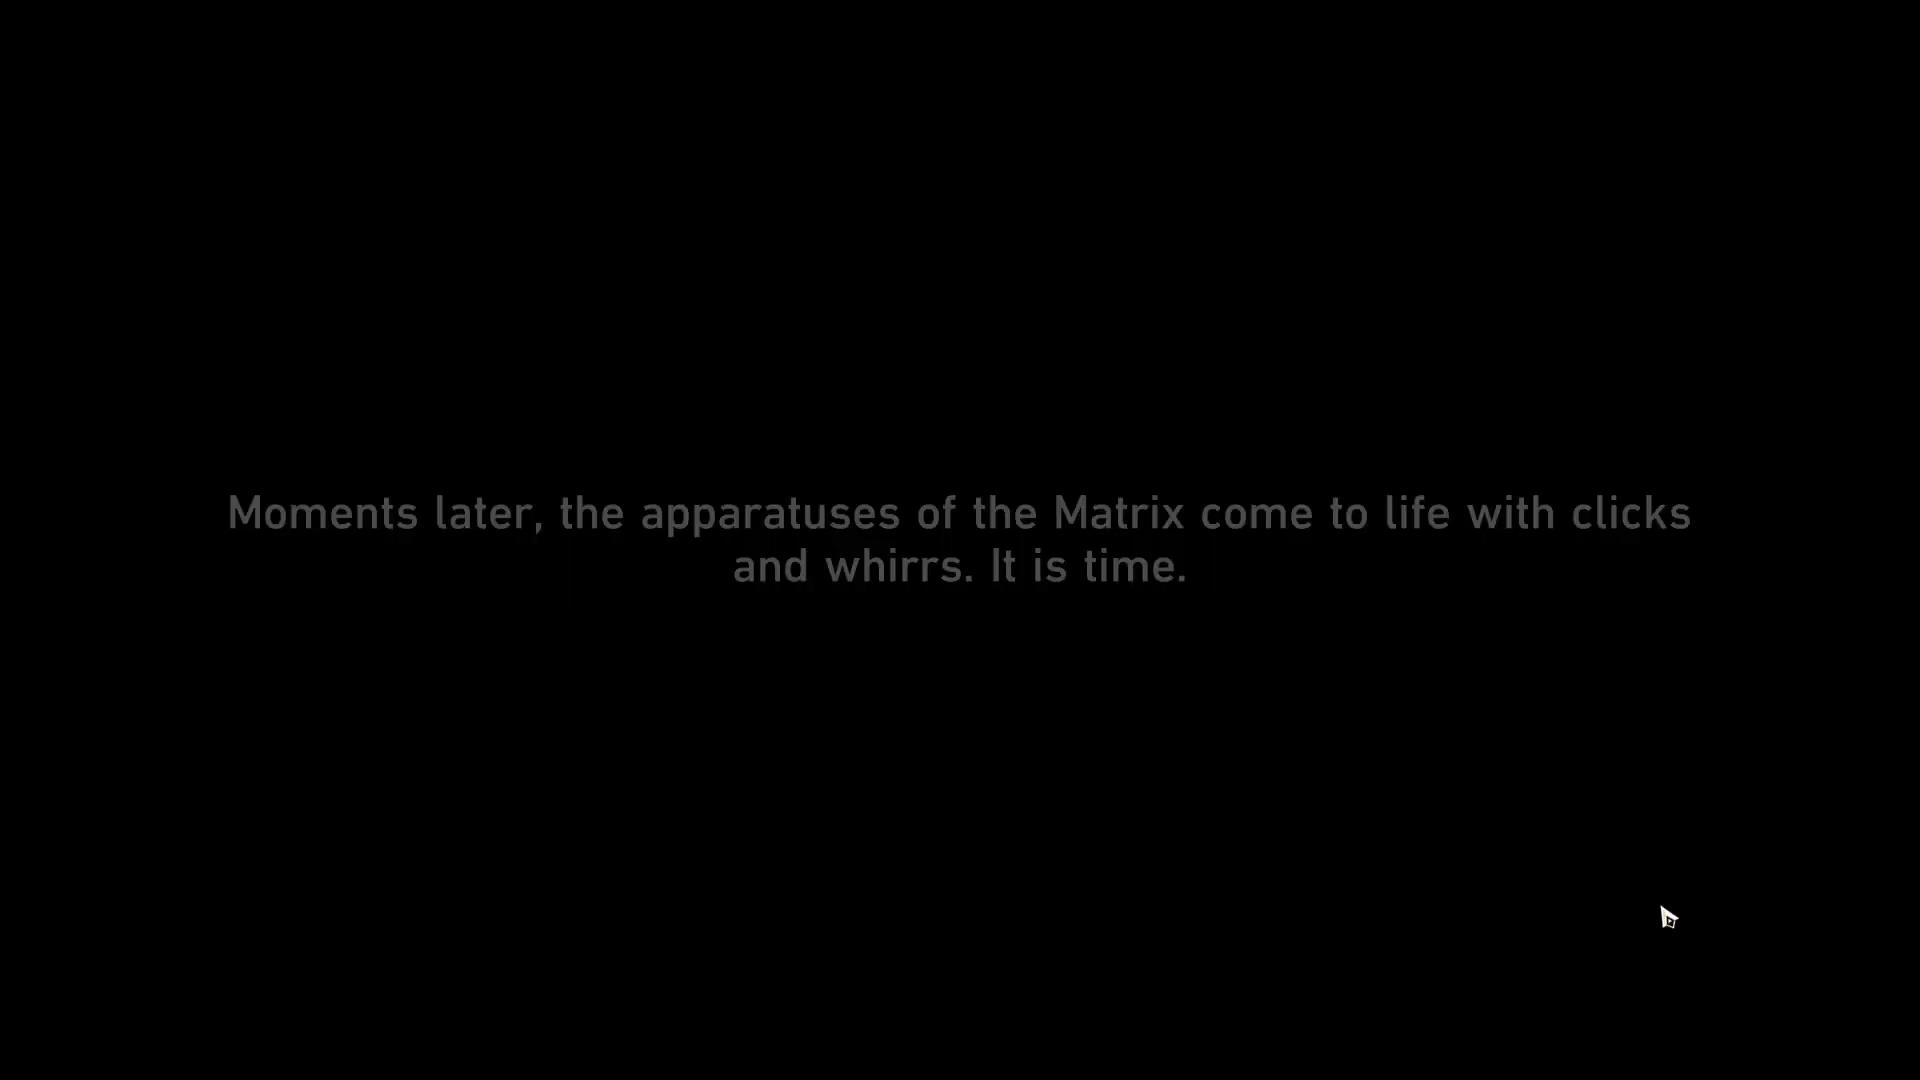 Moments later, the apparatuses of the Matrix come to life with clicks
and whirrs. It is time.